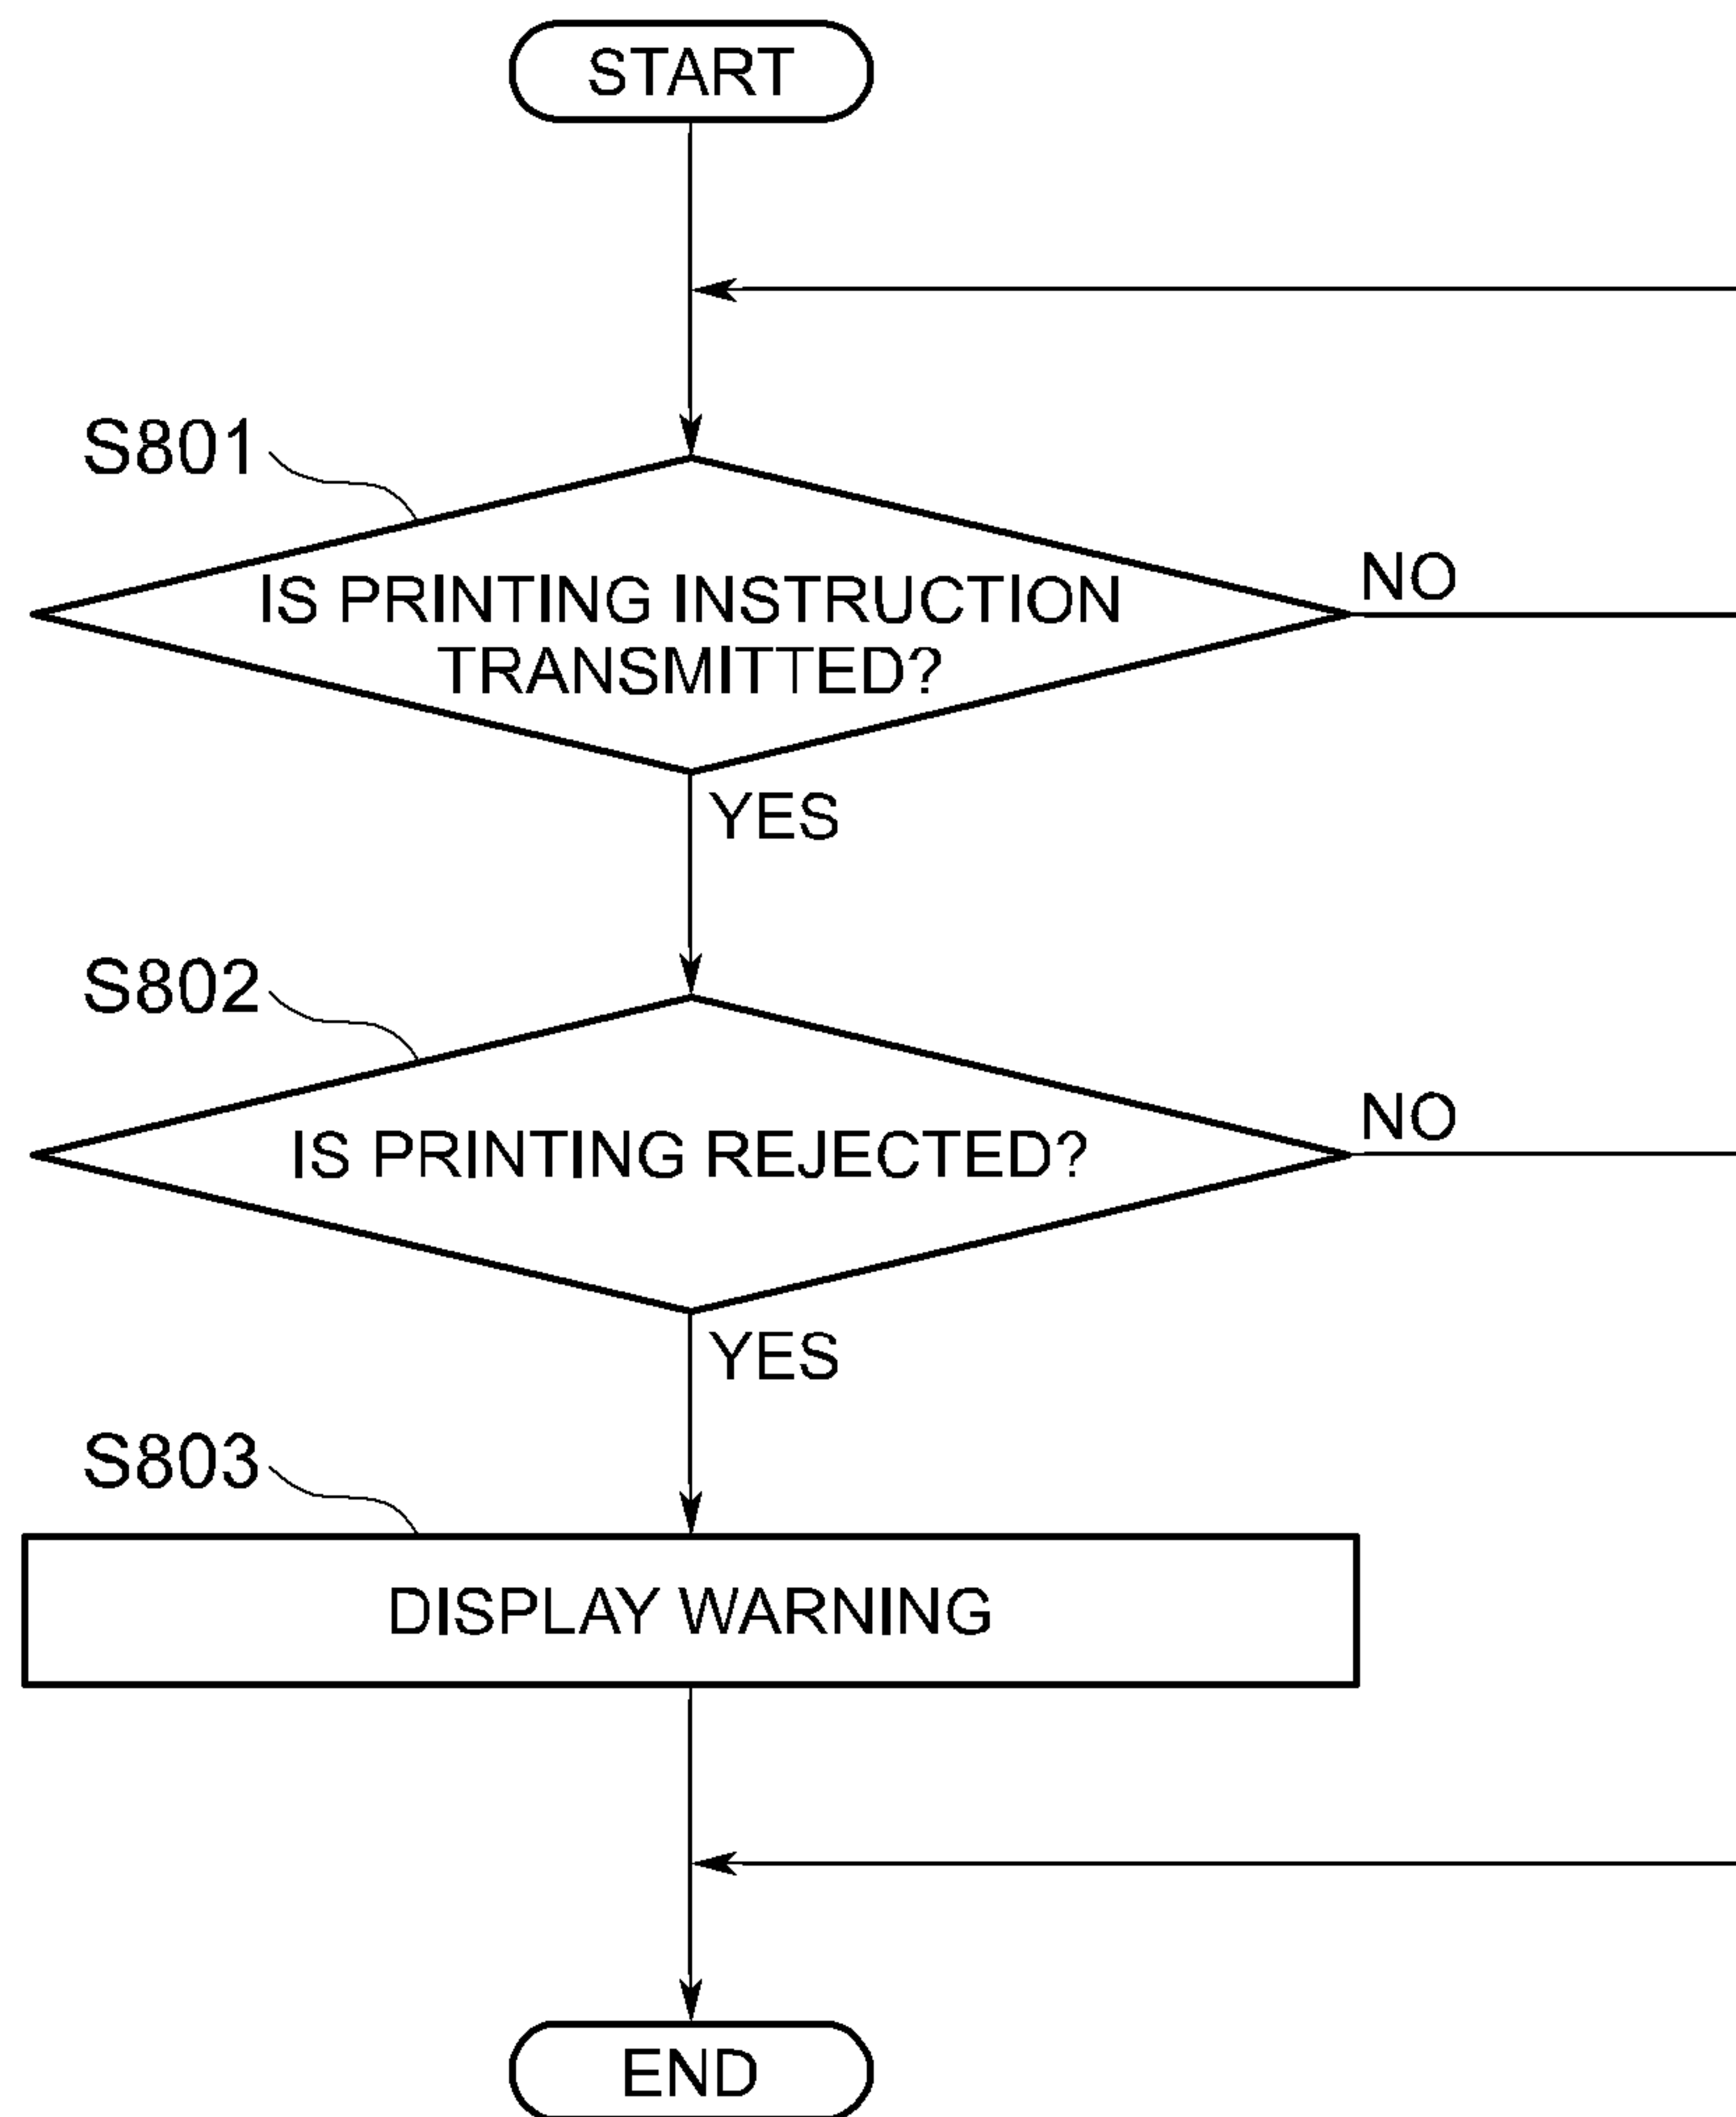 START
S801
IS PRINTING INSTRUCTION
TRANSMITTED?
NO
YES
S802
IS PRINTING REJECTED?
NO
YES
S803
DISPLAY WARNING
END